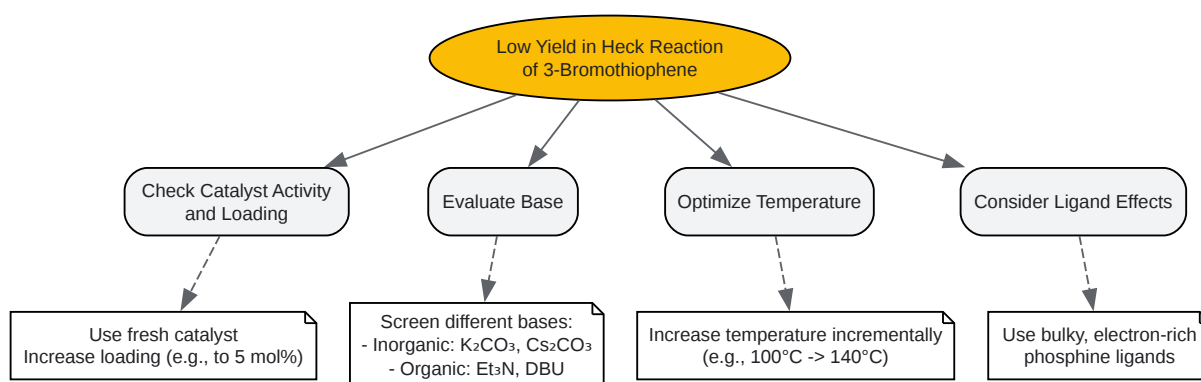 Low Yield in Heck Reaction
of 3-Bromothiophene
Check Catalyst Activity
and Loading
Evaluate Base
Optimize Temperature
Consider Ligand Effects
Use fresh catalyst
Increase loading (e.g., to 5 mol%)
Screen different bases:
- Inorganic: K₂CO₃, Cs₂CO₃
- Organic: Et₃N, DBU
Increase temperature incrementally
(e.g., 100°C -> 140°C)
Use bulky, electron-rich
phosphine ligands